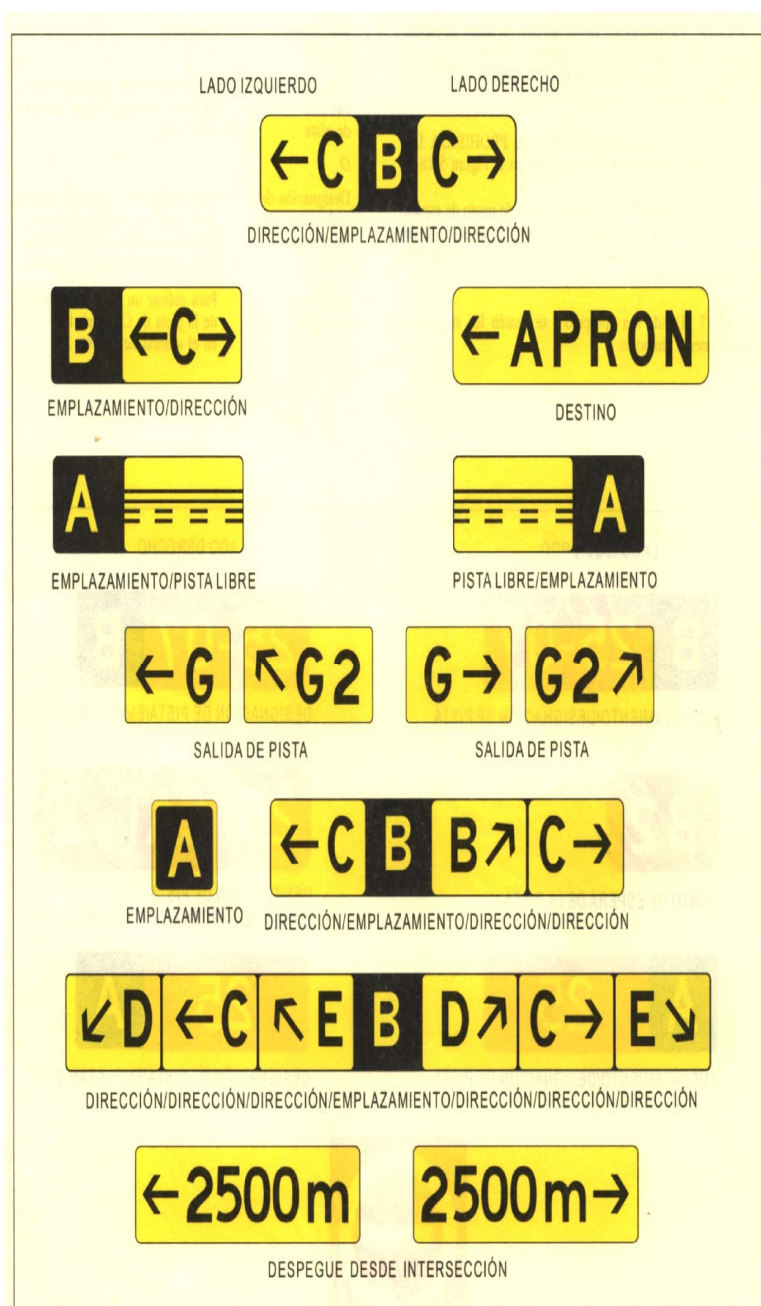 LADO IZQUIERDO LADO DERECHO
←C B C→
DIRECCIÓN/EMPLAZAMIENTO/DIRECCIÓN
B ←C→ ←APRON
EMPLAZAMIENTO/DIRECCIÓN DESTINO
A A
EMPLAZAMIENTO/PISTA LIBRE PISTA LIBRE/EMPLAZAMIENTO
←G ↖G2 G→ G2↗
SALIDA DE PISTA SALIDA DE PISTA
A ←C B B↗ C→
EMPLAZAMIENTO DIRECCIÓN/EMPLAZAMIENTO/DIRECCIÓN/DIRECCIÓN
↙D ←C ↖E B D↗ C→ E↘
DIRECCIÓN/DIRECCIÓN/DIRECCIÓN/EMPLAZAMIENTO/DIRECCIÓN/DIRECCIÓN/DIRECCIÓN
←2500m 2500m→
DESPEGUE DESDE INTERSECCIÓN